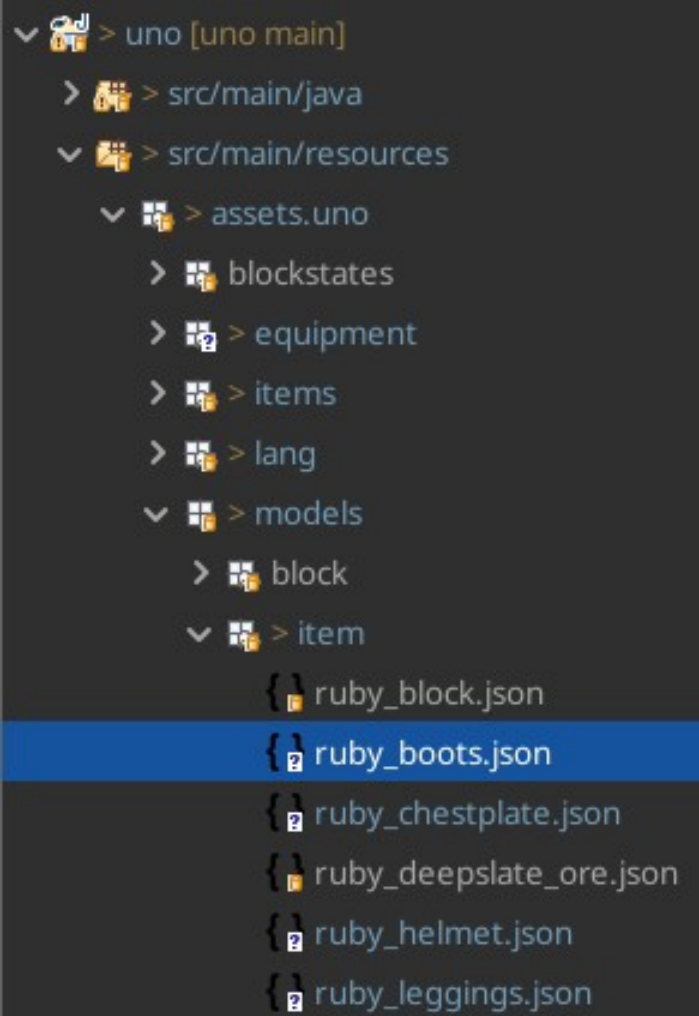 > uno [uno main]
> src/main/java
> src/main/resources
> assets.uno
blockstates
> equipment
> items
> lang
> models
block
> item
ruby_block.json
ruby_boots.json
ruby_chestplate.json
ruby_deepslate_ore.json
ruby_helmet.json
ruby_leggings.json